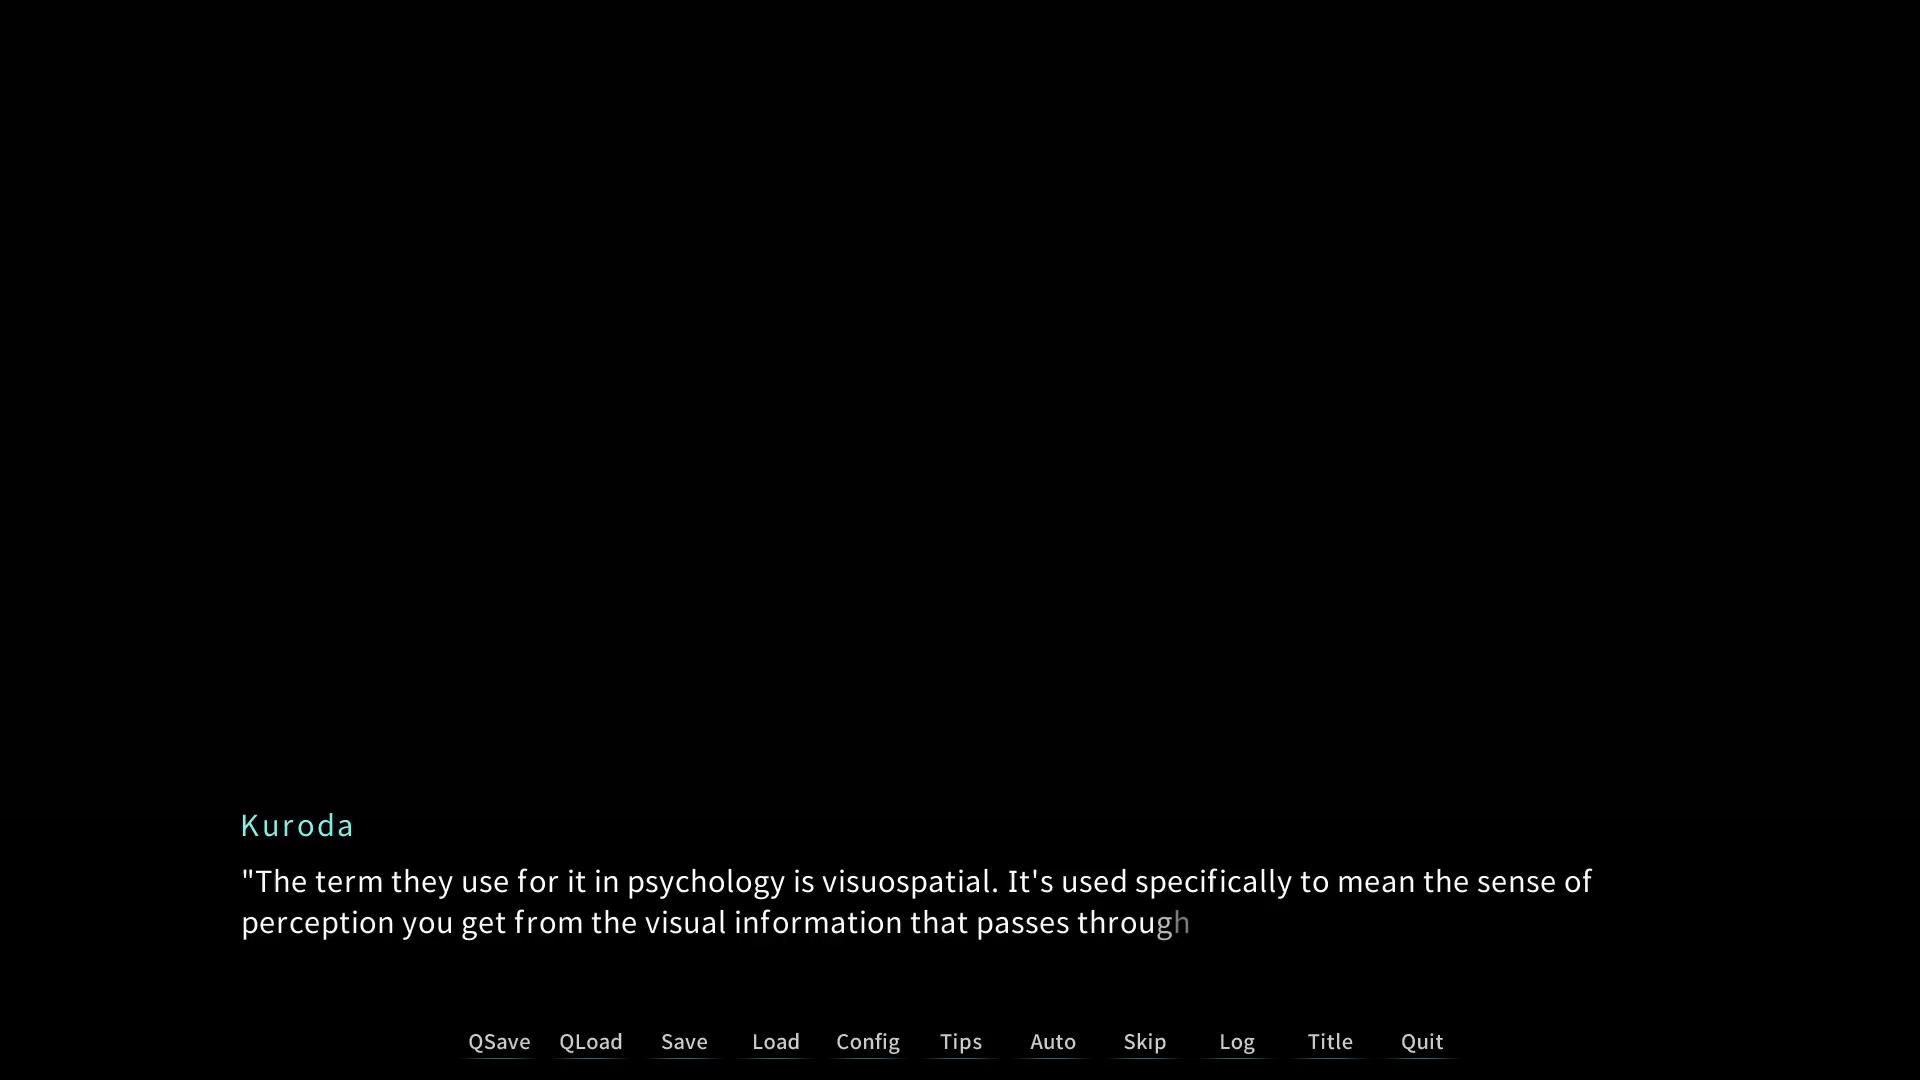 Kuroda
"The term they use for it in psychology is visuospatial. It's used specifically to mean the sense of
perception you get from the visual information that passes through
QSave QLoad Save Load Config Tips Auto Skip Log Title Quit